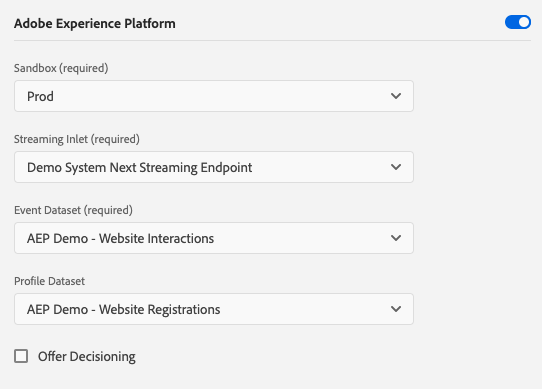 Adobe Experience Platform
Sandbox (required)
Prod
Streaming Inlet (required)
Demo System Next Streaming Endpoint
Event Dataset (required)
AEP Demo - Website Interactions
Profile Dataset
AEP Demo - Website Registrations
Offer Decisioning